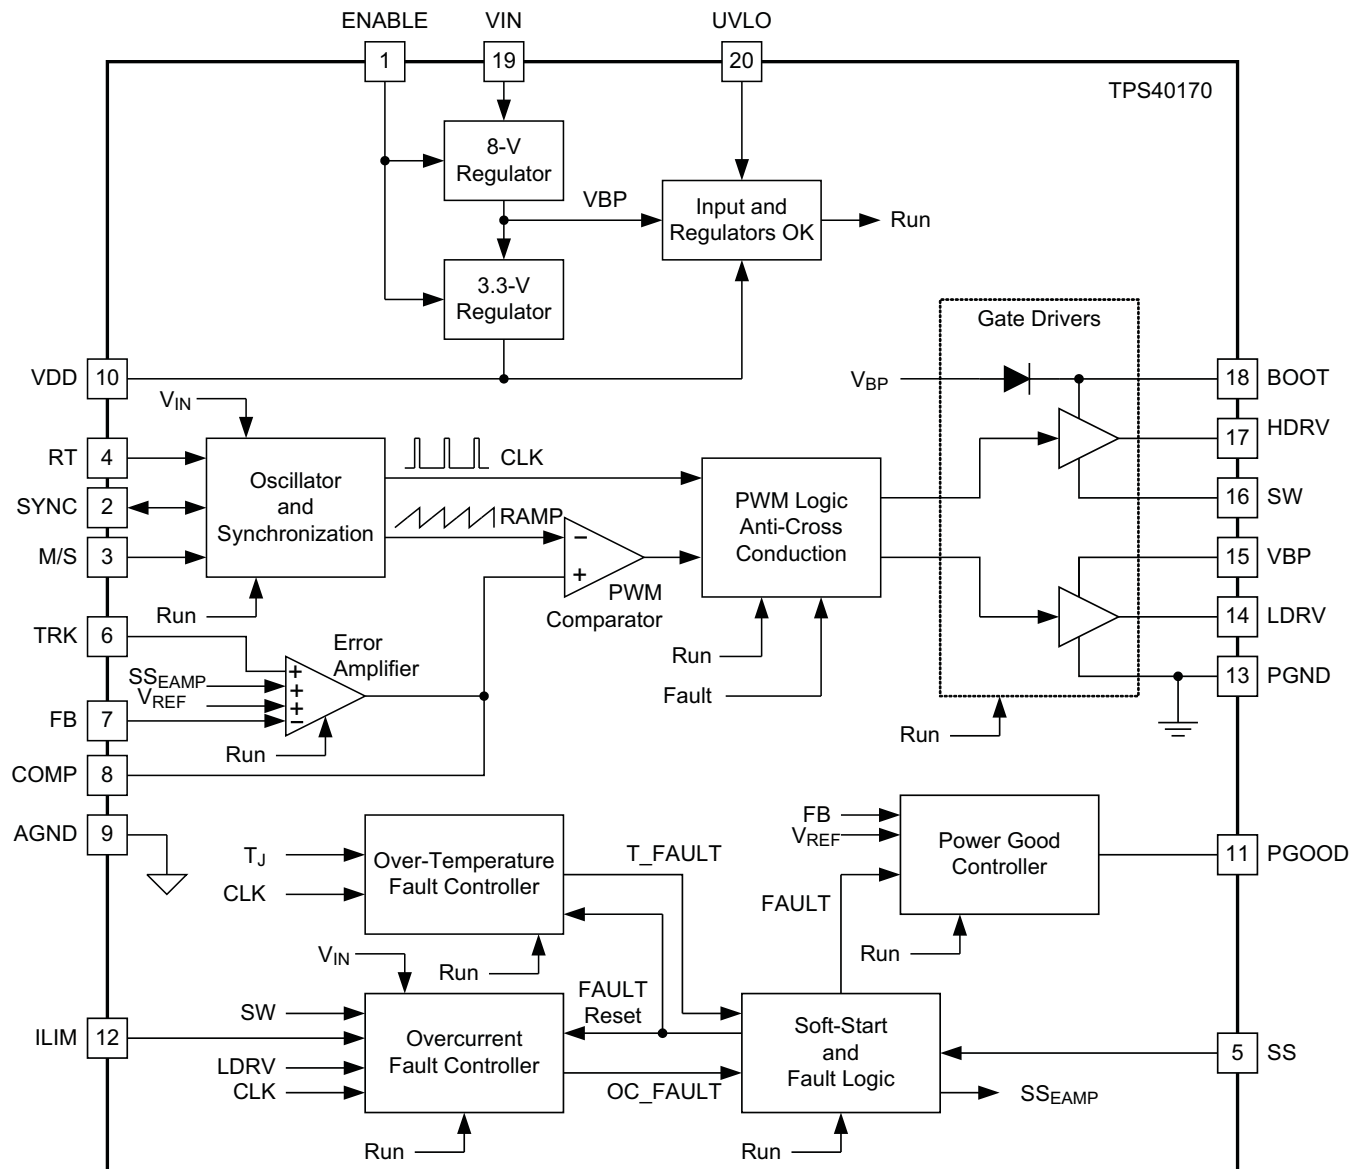 ENABLE
VIN
UVLO
1
19
20
TPS40170
8-V
Regulator
VBP
Input and
Regulators OK
Run
3.3-V
Regulator
Gate Drivers
VDD
10
VIN
VBP
18
BOOT
RT
4
CLK
17
HDRV
Oscillator
and
Synchronization
SYNC
2
RAMP
PWM Logic
Anti-Cross
Conduction
16
SW
M/S
3
−
+
PWM
Comparator
15
VBP
Run
14
LDRV
TRK
6
Error
Amplifier
Run
13
PGND
SSEAMP
VREF
+
+
+
−
Fault
FB
7
Run
Run
COMP
8
AGND
9
FB
VREF
Power Good
Controller
11
PGOOD
TJ
CLK
Over-Temperature
Fault Controller
T_FAULT
FAULT
Run
Run
VIN
FAULT
Reset
SW
ILIM
12
LDRV
CLK
Overcurrent
Fault Controller
OC_FAULT
Soft-Start
and
Fault Logic
5
SS
SSEAMP
Run
Run